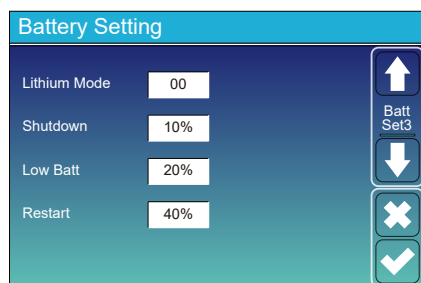 Battery Setting
Lithium Mode 00
Shutdown 10%
Low Batt 20%
Restart 40%
Batt
Set3